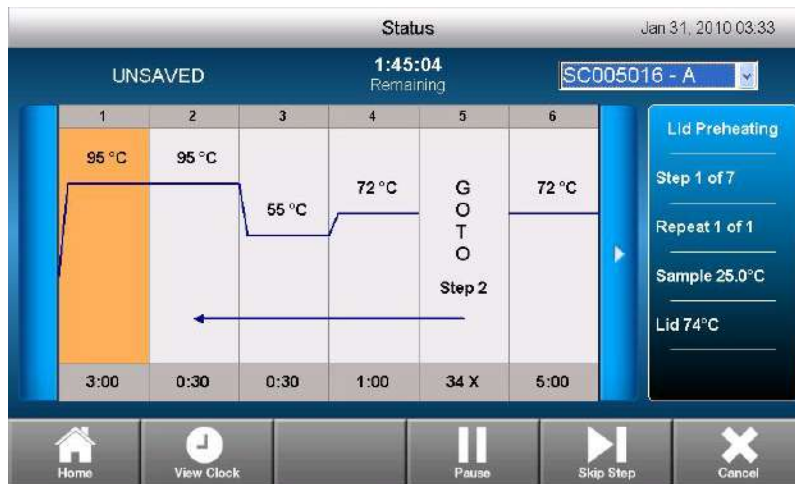 Status
Jan 31, 2010 03:33
UNSAVED
1:45:04
Remaining
SC005016 - A
1 2 3 4 5 6
95 °C 95 °C 55 °C 72 °C G O T O Step 2 72 °C
3:00 0:30 0:30 1:00 34 X 5:00
Lid Preheating
Step 1 of 7
Repeat 1 of 1
Sample 25.0°C
Lid 74°C
Home View Clock Pause Skip Step Cancel